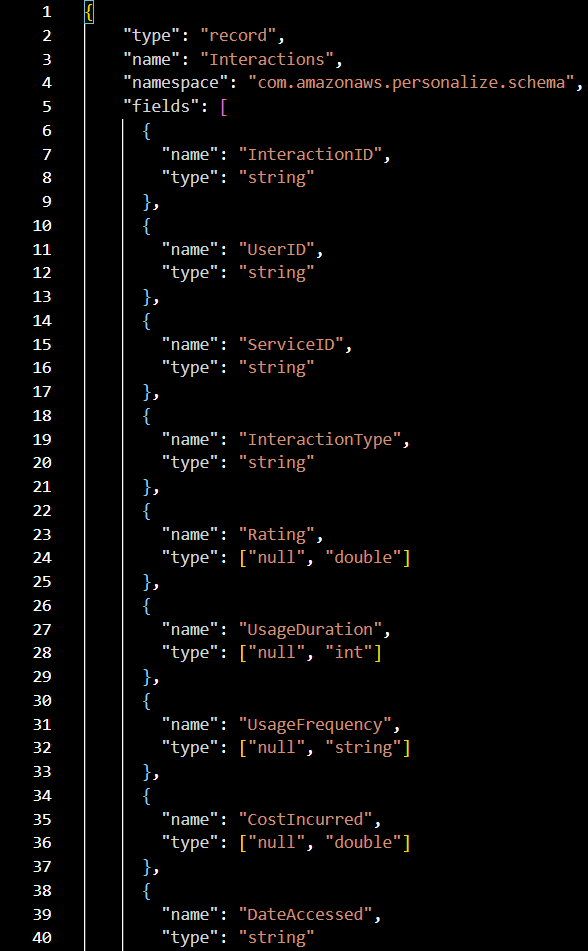 1 {
2 "type": "record",
3 "name": "Interactions",
4 "namespace": "com.amazonaws.personalize.schema",
5 "fields": [
6 {
7 "name": "InteractionID",
8 "type": "string"
9 },
10 {
11 "name": "UserID",
12 "type": "string"
13 },
14 {
15 "name": "ServiceID",
16 "type": "string"
17 },
18 {
19 "name": "InteractionType",
20 "type": "string"
21 },
22 {
23 "name": "Rating",
24 "type": ["null", "double"]
25 },
26 {
27 "name": "UsageDuration",
28 "type": ["null", "int"]
29 },
30 {
31 "name": "UsageFrequency",
32 "type": ["null", "string"]
33 },
34 {
35 "name": "CostIncurred",
36 "type": ["null", "double"]
37 },
38 {
39 "name": "DateAccessed",
40 "type": "string"